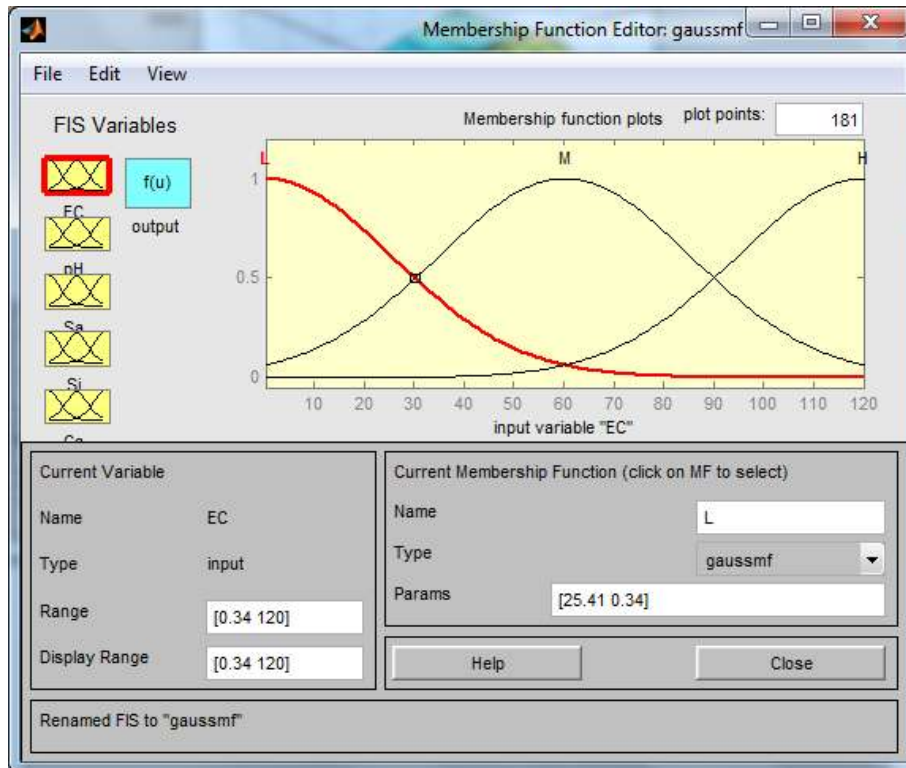 Membership Function Editor: gaussmf
File Edit View
FIS Variables
Membership function plots plot points: 181
EC
f(u)
output
pH
Sa
Si
Ca
L M H
1
0.5
0
10 20 30 40 50 60 70 80 90 100 110 120
input variable "EC"
Current Variable
Name EC
Type input
Range [0.34 120]
Display Range [0.34 120]
Current Membership Function (click on MF to select)
Name L
Type gaussmf
Params [25.41 0.34]
Help Close
Renamed FIS to "gaussmf"